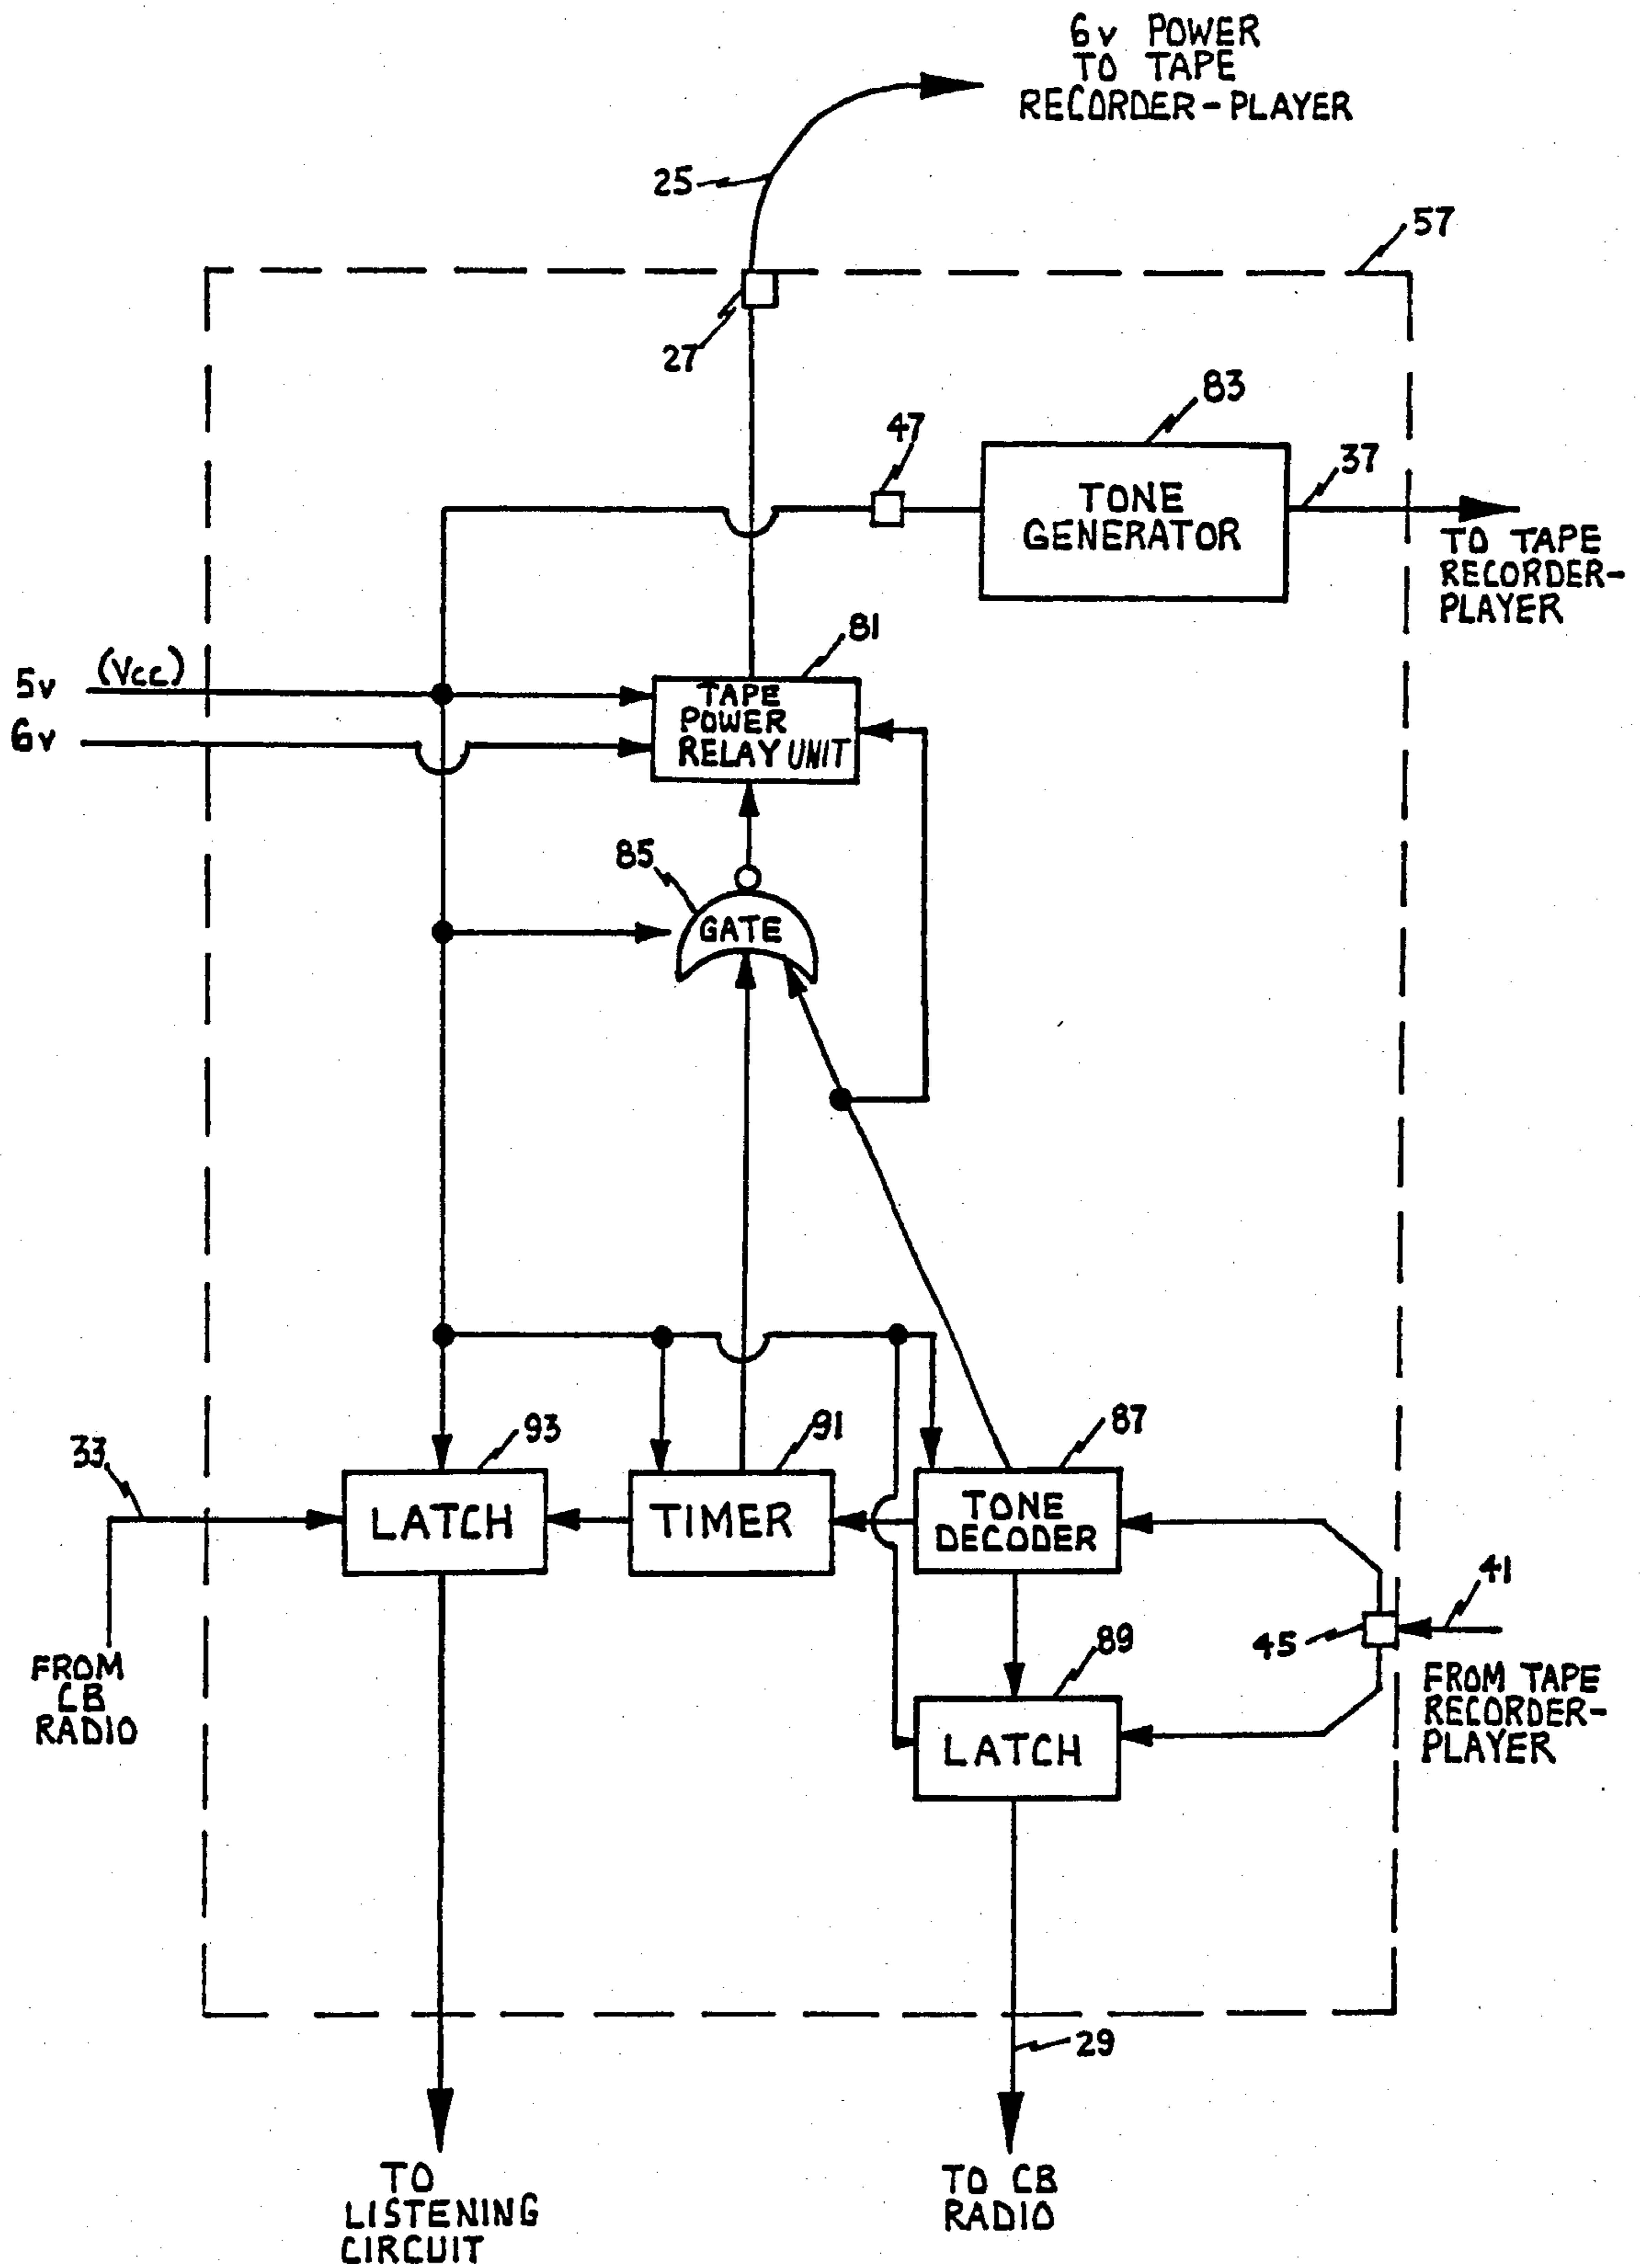 6v POWER
TO TAPE
RECORDER-PLAYER
25
57
27
83
47
37
TONE
GENERATOR
TO TAPE
RECORDER-
PLAYER
81
5v (Vcc)
6v
TAPE
POWER
RELAY UNIT
85
GATE
93
91
87
33
LATCH
TIMER
TONE
DECODER
41
45
89
FROM
CB
RADIO
FROM TAPE
RECORDER-
PLAYER
LATCH
29
TO
LISTENING
CIRCUIT
TO CB
RADIO